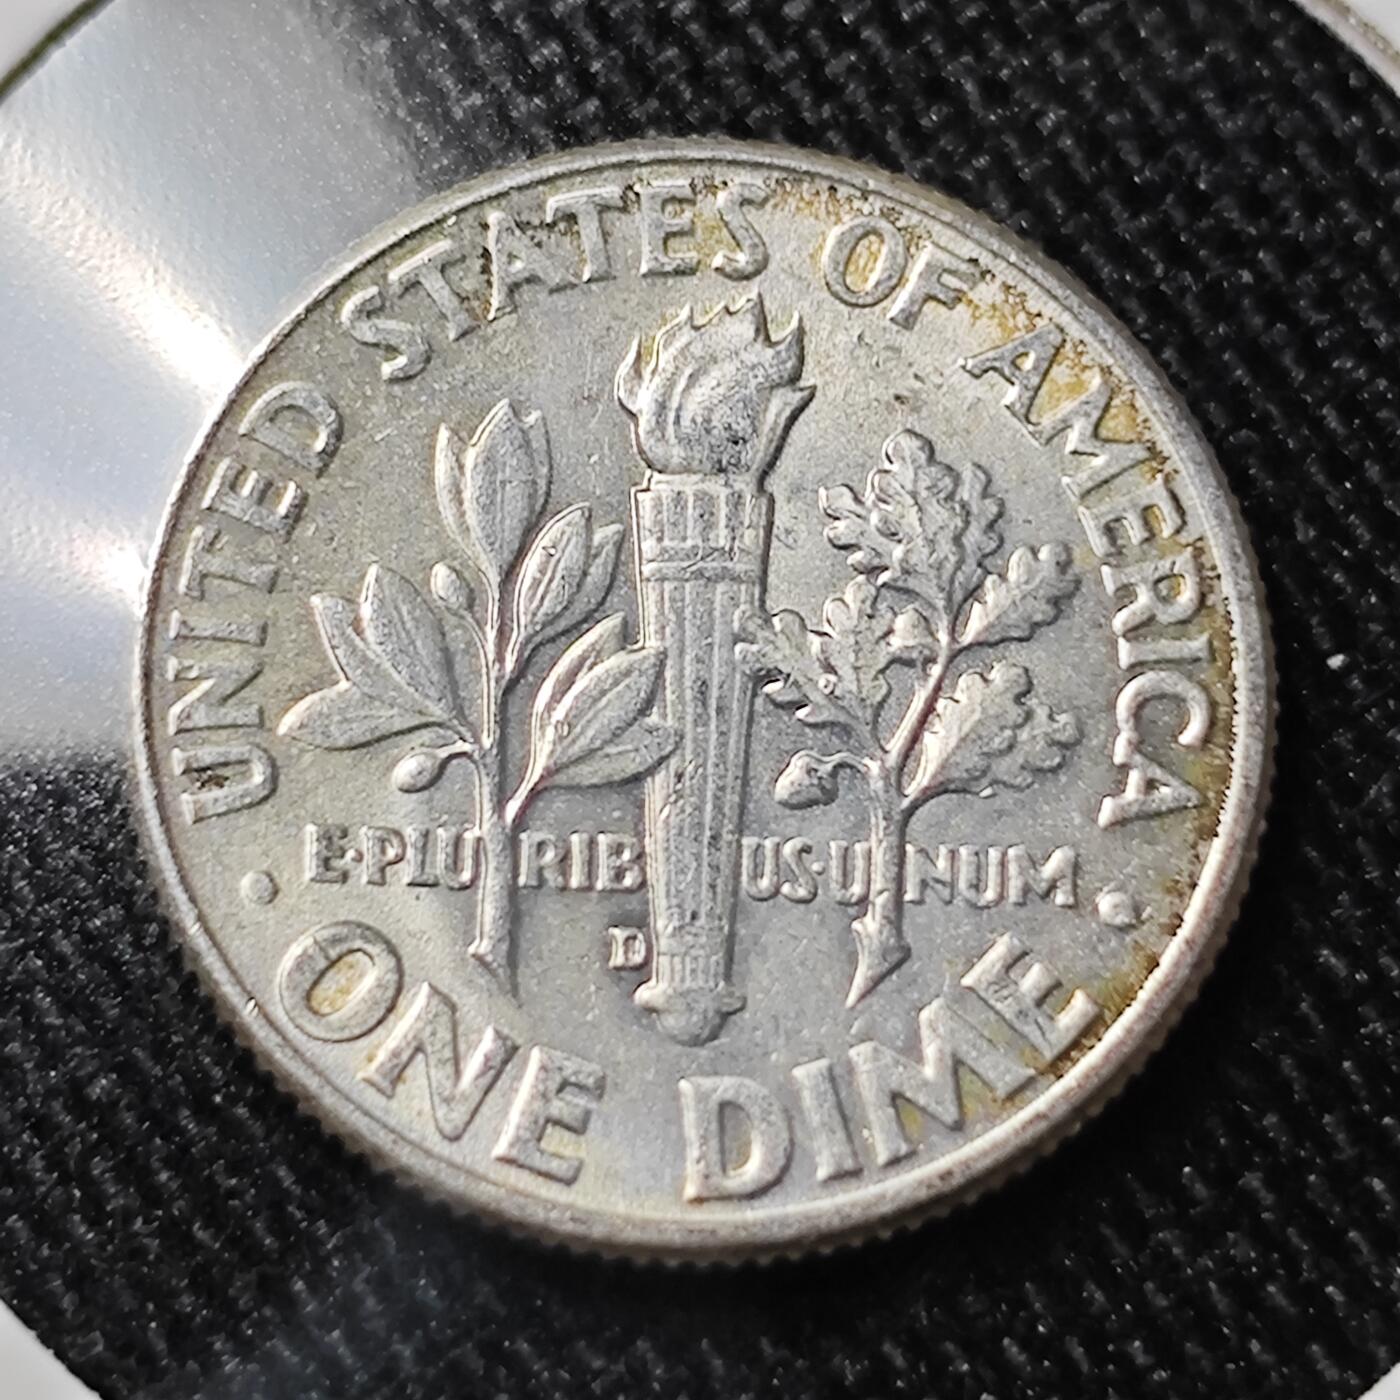 UNITED STATES OF AMERICA
E·PLURIBUS·UNUM
D
· ONE DIME ·